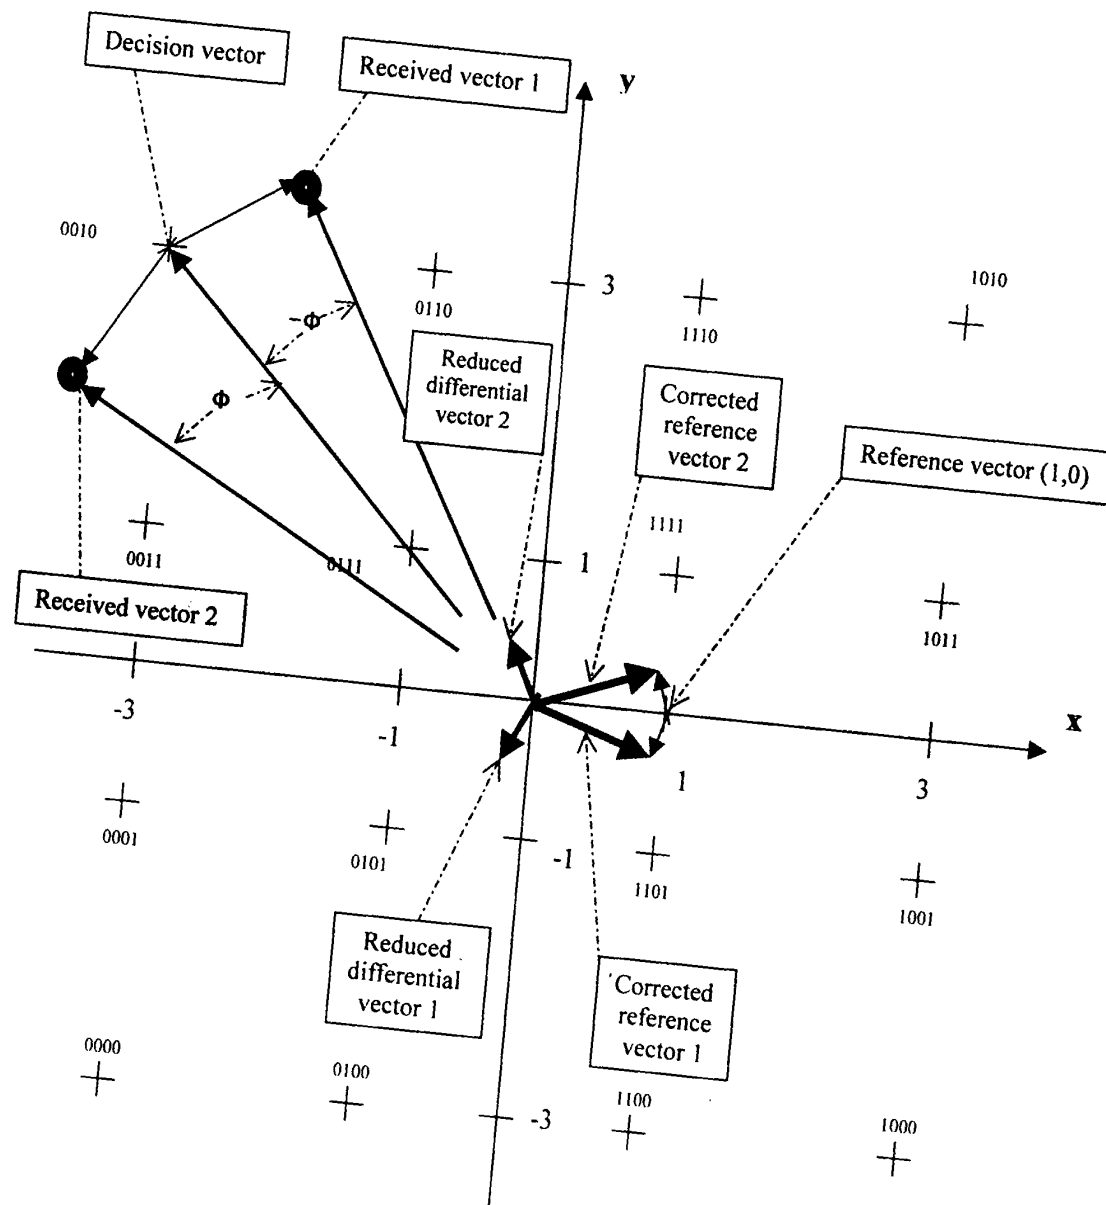 Decision vector
Received vector 1
y
0010
0110
3
1110
1010
-Φ
Φ
Reduced
differential
vector 2
Corrected
reference
vector 2
Reference vector (1,0)
0011
0111
1
1111
1011
Received vector 2
-3
-1
1
3
x
0001
0101
-1
1101
1001
Reduced
differential
vector 1
Corrected
reference
vector 1
0000
0100
-3
1100
1000